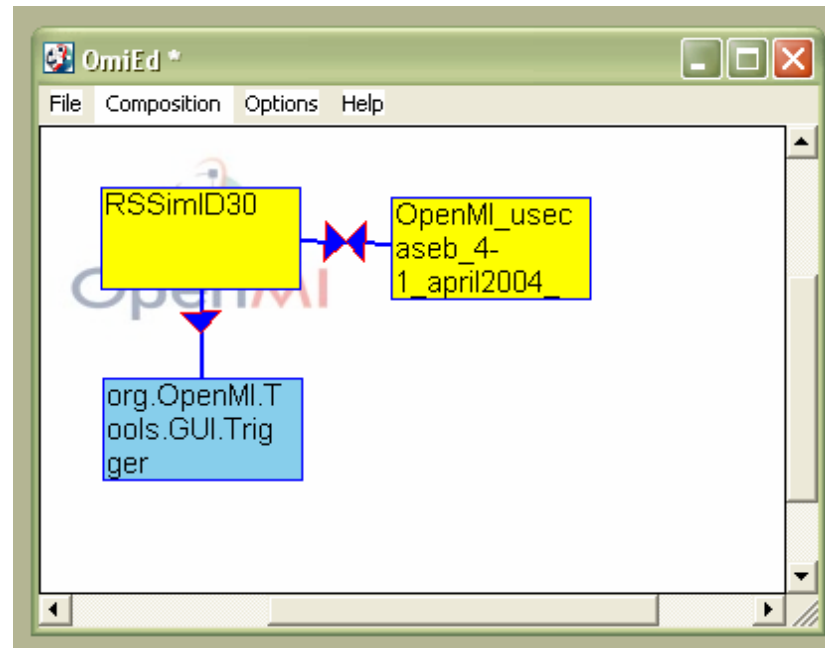 OmiEd *
File Composition Options Help
RSSimID30
OpenMI_usec
aseb_4-
1_april2004_
OpenMI
org.OpenMI.T
ools.GUI.Trig
ger